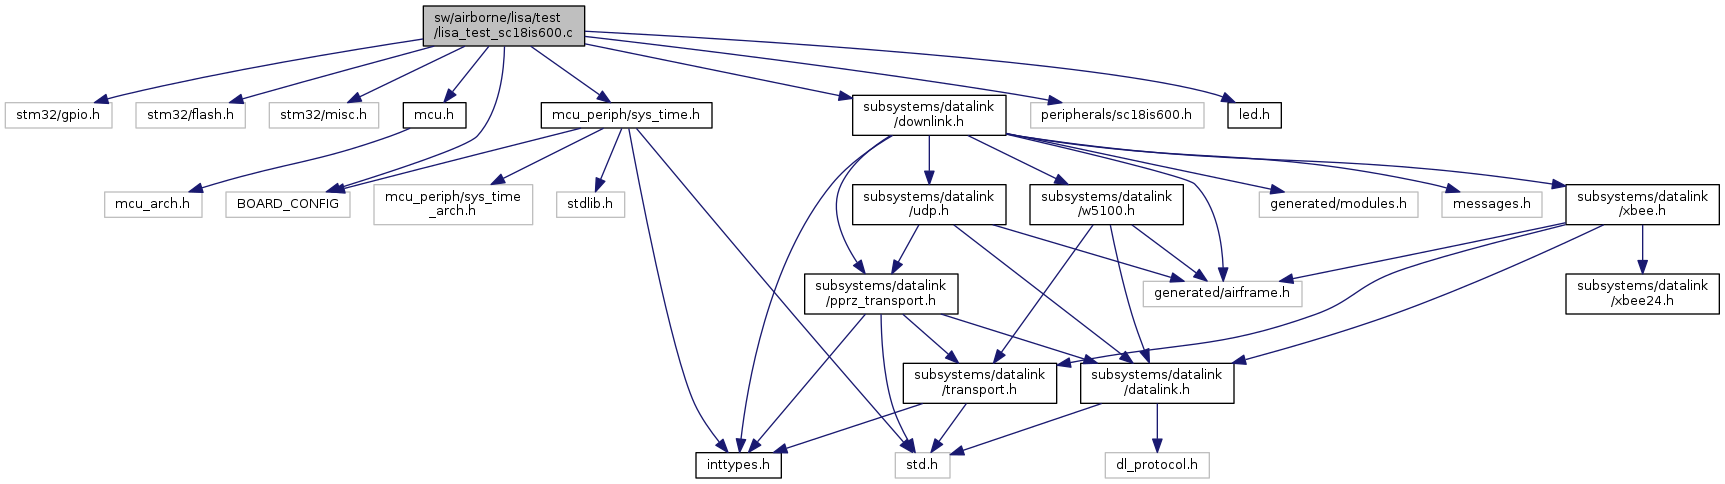 sw/airborne/lisa/test
/lisa_test_sc18is600.c
stm32/gpio.h
stm32/flash.h
stm32/misc.h
mcu.h
mcu_periph/sys_time.h
subsystems/datalink
/downlink.h
peripherals/sc18is600.h
led.h
mcu_arch.h
BOARD_CONFIG
mcu_periph/sys_time
_arch.h
stdlib.h
subsystems/datalink
/udp.h
subsystems/datalink
/w5100.h
generated/modules.h
messages.h
subsystems/datalink
/xbee.h
subsystems/datalink
/pprz_transport.h
generated/airframe.h
subsystems/datalink
/xbee24.h
subsystems/datalink
/transport.h
subsystems/datalink
/datalink.h
inttypes.h
std.h
dl_protocol.h